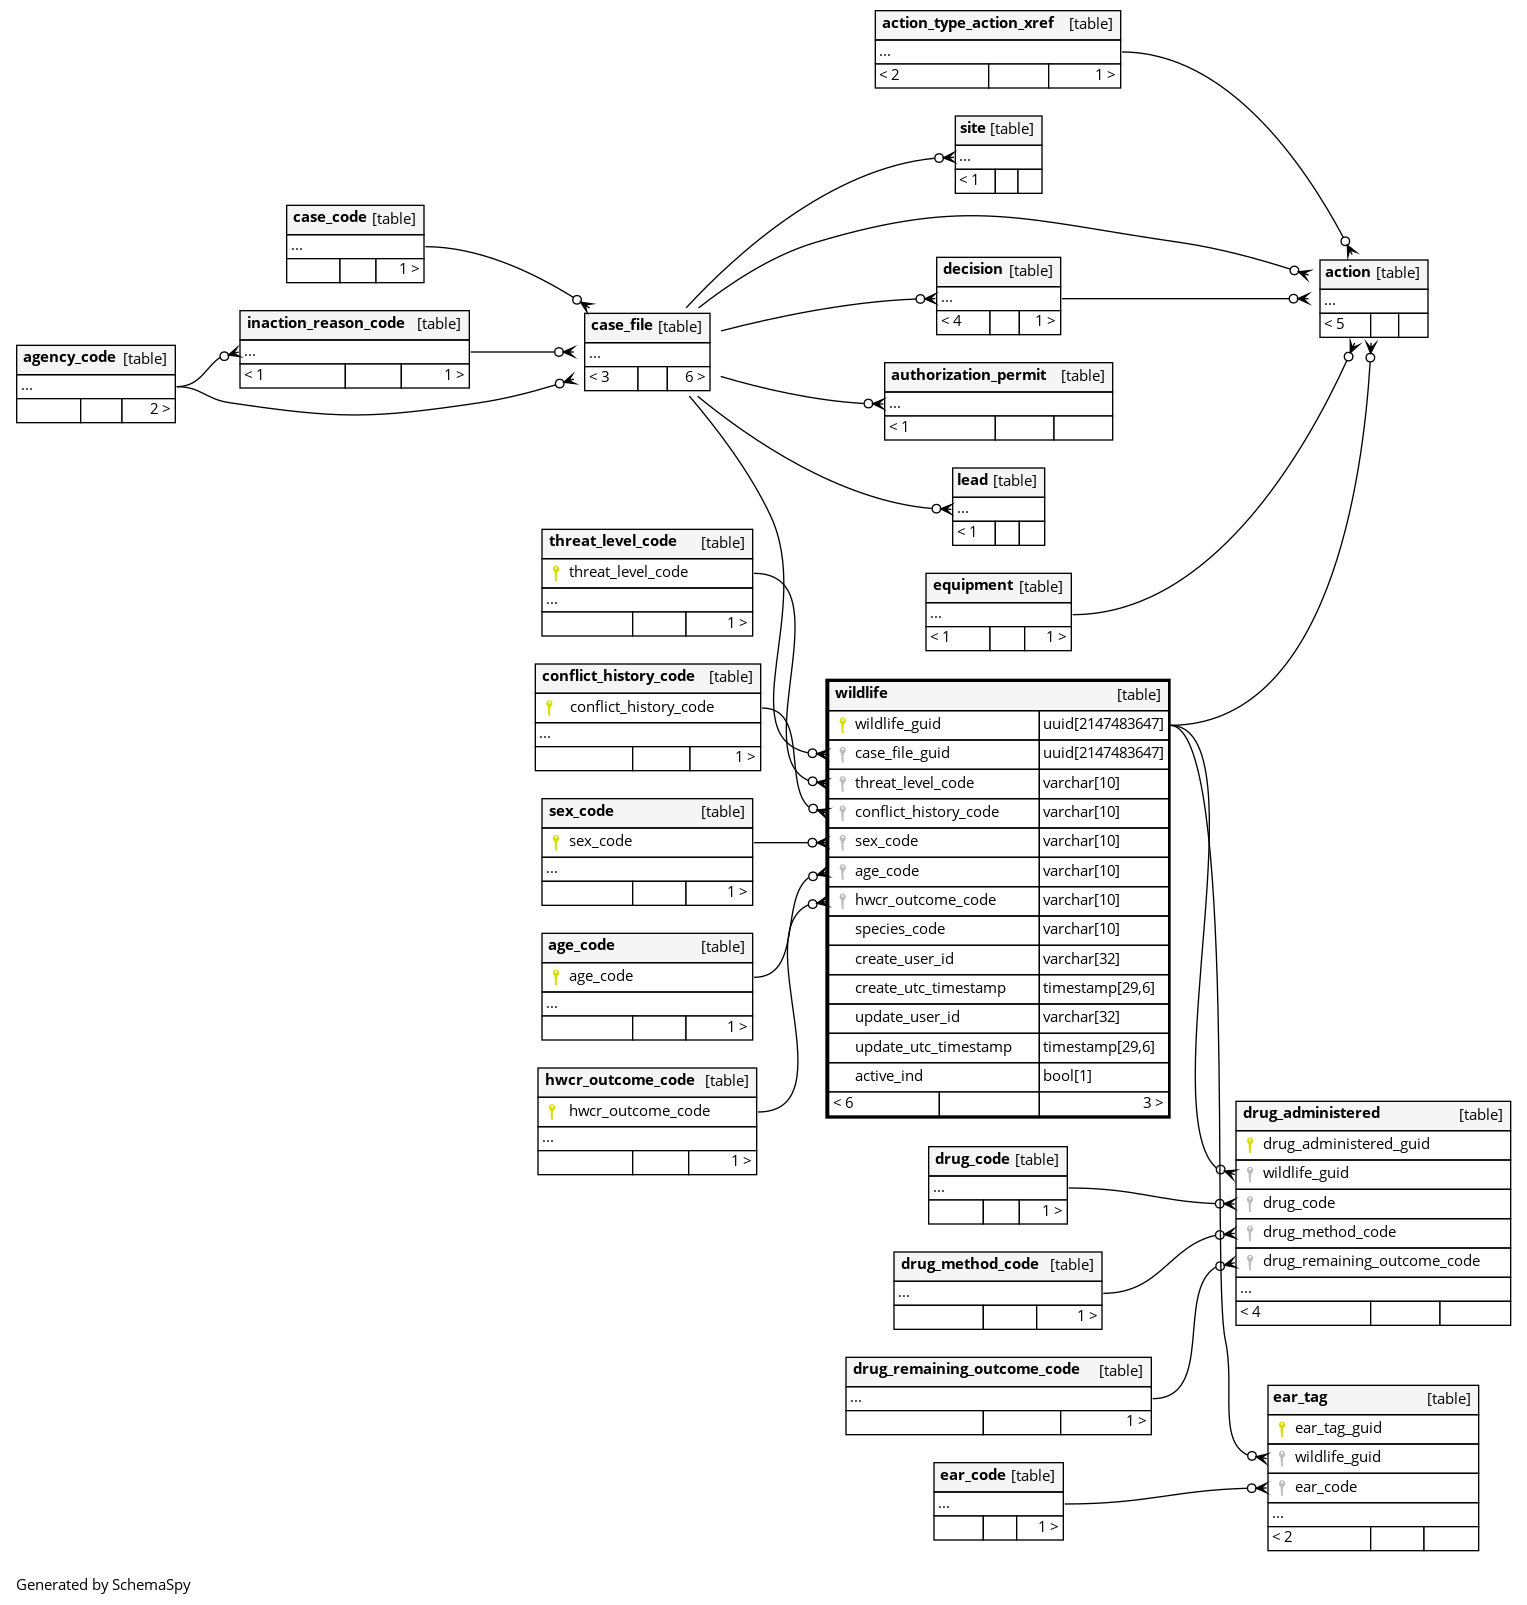 action_type_action_xref [table]
...
< 2 1 >
site [table]
...
< 1
case_code [table]
...
1 >
decision [table]
...
< 4 1 >
action [table]
...
< 5
inaction_reason_code [table]
...
< 1 1 >
case_file [table]
...
< 3 6 >
agency_code [table]
...
2 >
authorization_permit [table]
...
< 1
lead [table]
...
< 1
threat_level_code [table]
threat_level_code
...
1 >
equipment [table]
...
< 1 1 >
conflict_history_code [table]
conflict_history_code
...
1 >
wildlife [table]
wildlife_guid uuid[2147483647]
case_file_guid uuid[2147483647]
threat_level_code varchar[10]
conflict_history_code varchar[10]
sex_code varchar[10]
age_code varchar[10]
hwcr_outcome_code varchar[10]
species_code varchar[10]
create_user_id varchar[32]
create_utc_timestamp timestamp[29,6]
update_user_id varchar[32]
update_utc_timestamp timestamp[29,6]
active_ind bool[1]
< 6 3 >
sex_code [table]
sex_code
...
1 >
age_code [table]
age_code
...
1 >
hwcr_outcome_code [table]
hwcr_outcome_code
...
1 >
drug_administered [table]
drug_administered_guid
wildlife_guid
drug_code
drug_method_code
drug_remaining_outcome_code
...
< 4
drug_code [table]
...
1 >
drug_method_code [table]
...
1 >
drug_remaining_outcome_code [table]
...
1 >
ear_tag [table]
ear_tag_guid
wildlife_guid
ear_code
...
< 2
ear_code [table]
...
1 >
Generated by SchemaSpy